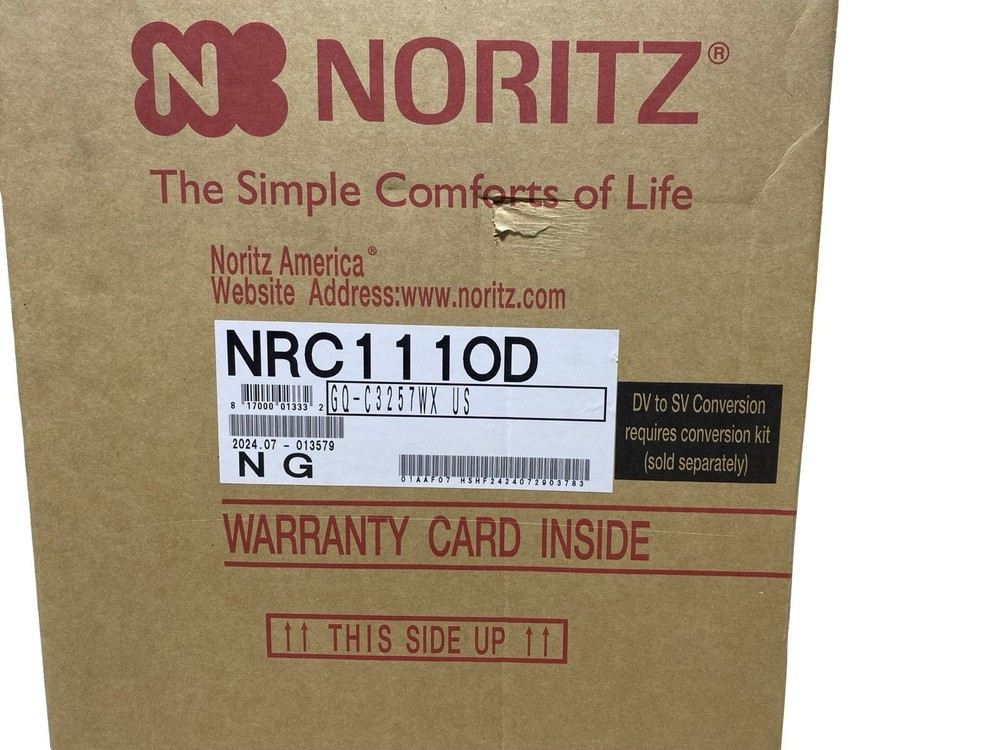 N NORITZ®
The Simple Comforts of Life
Noritz America®
Website Address:www.noritz.com
NRC111OD
8 17000 01333 2
GQ-C3257WX US
2024.07 - 013579
NG
01AAF07 HSHF2424072903783
DV to SV Conversion
requires conversion kit
(sold separately)
WARRANTY CARD INSIDE
↑↑ THIS SIDE UP ↑↑